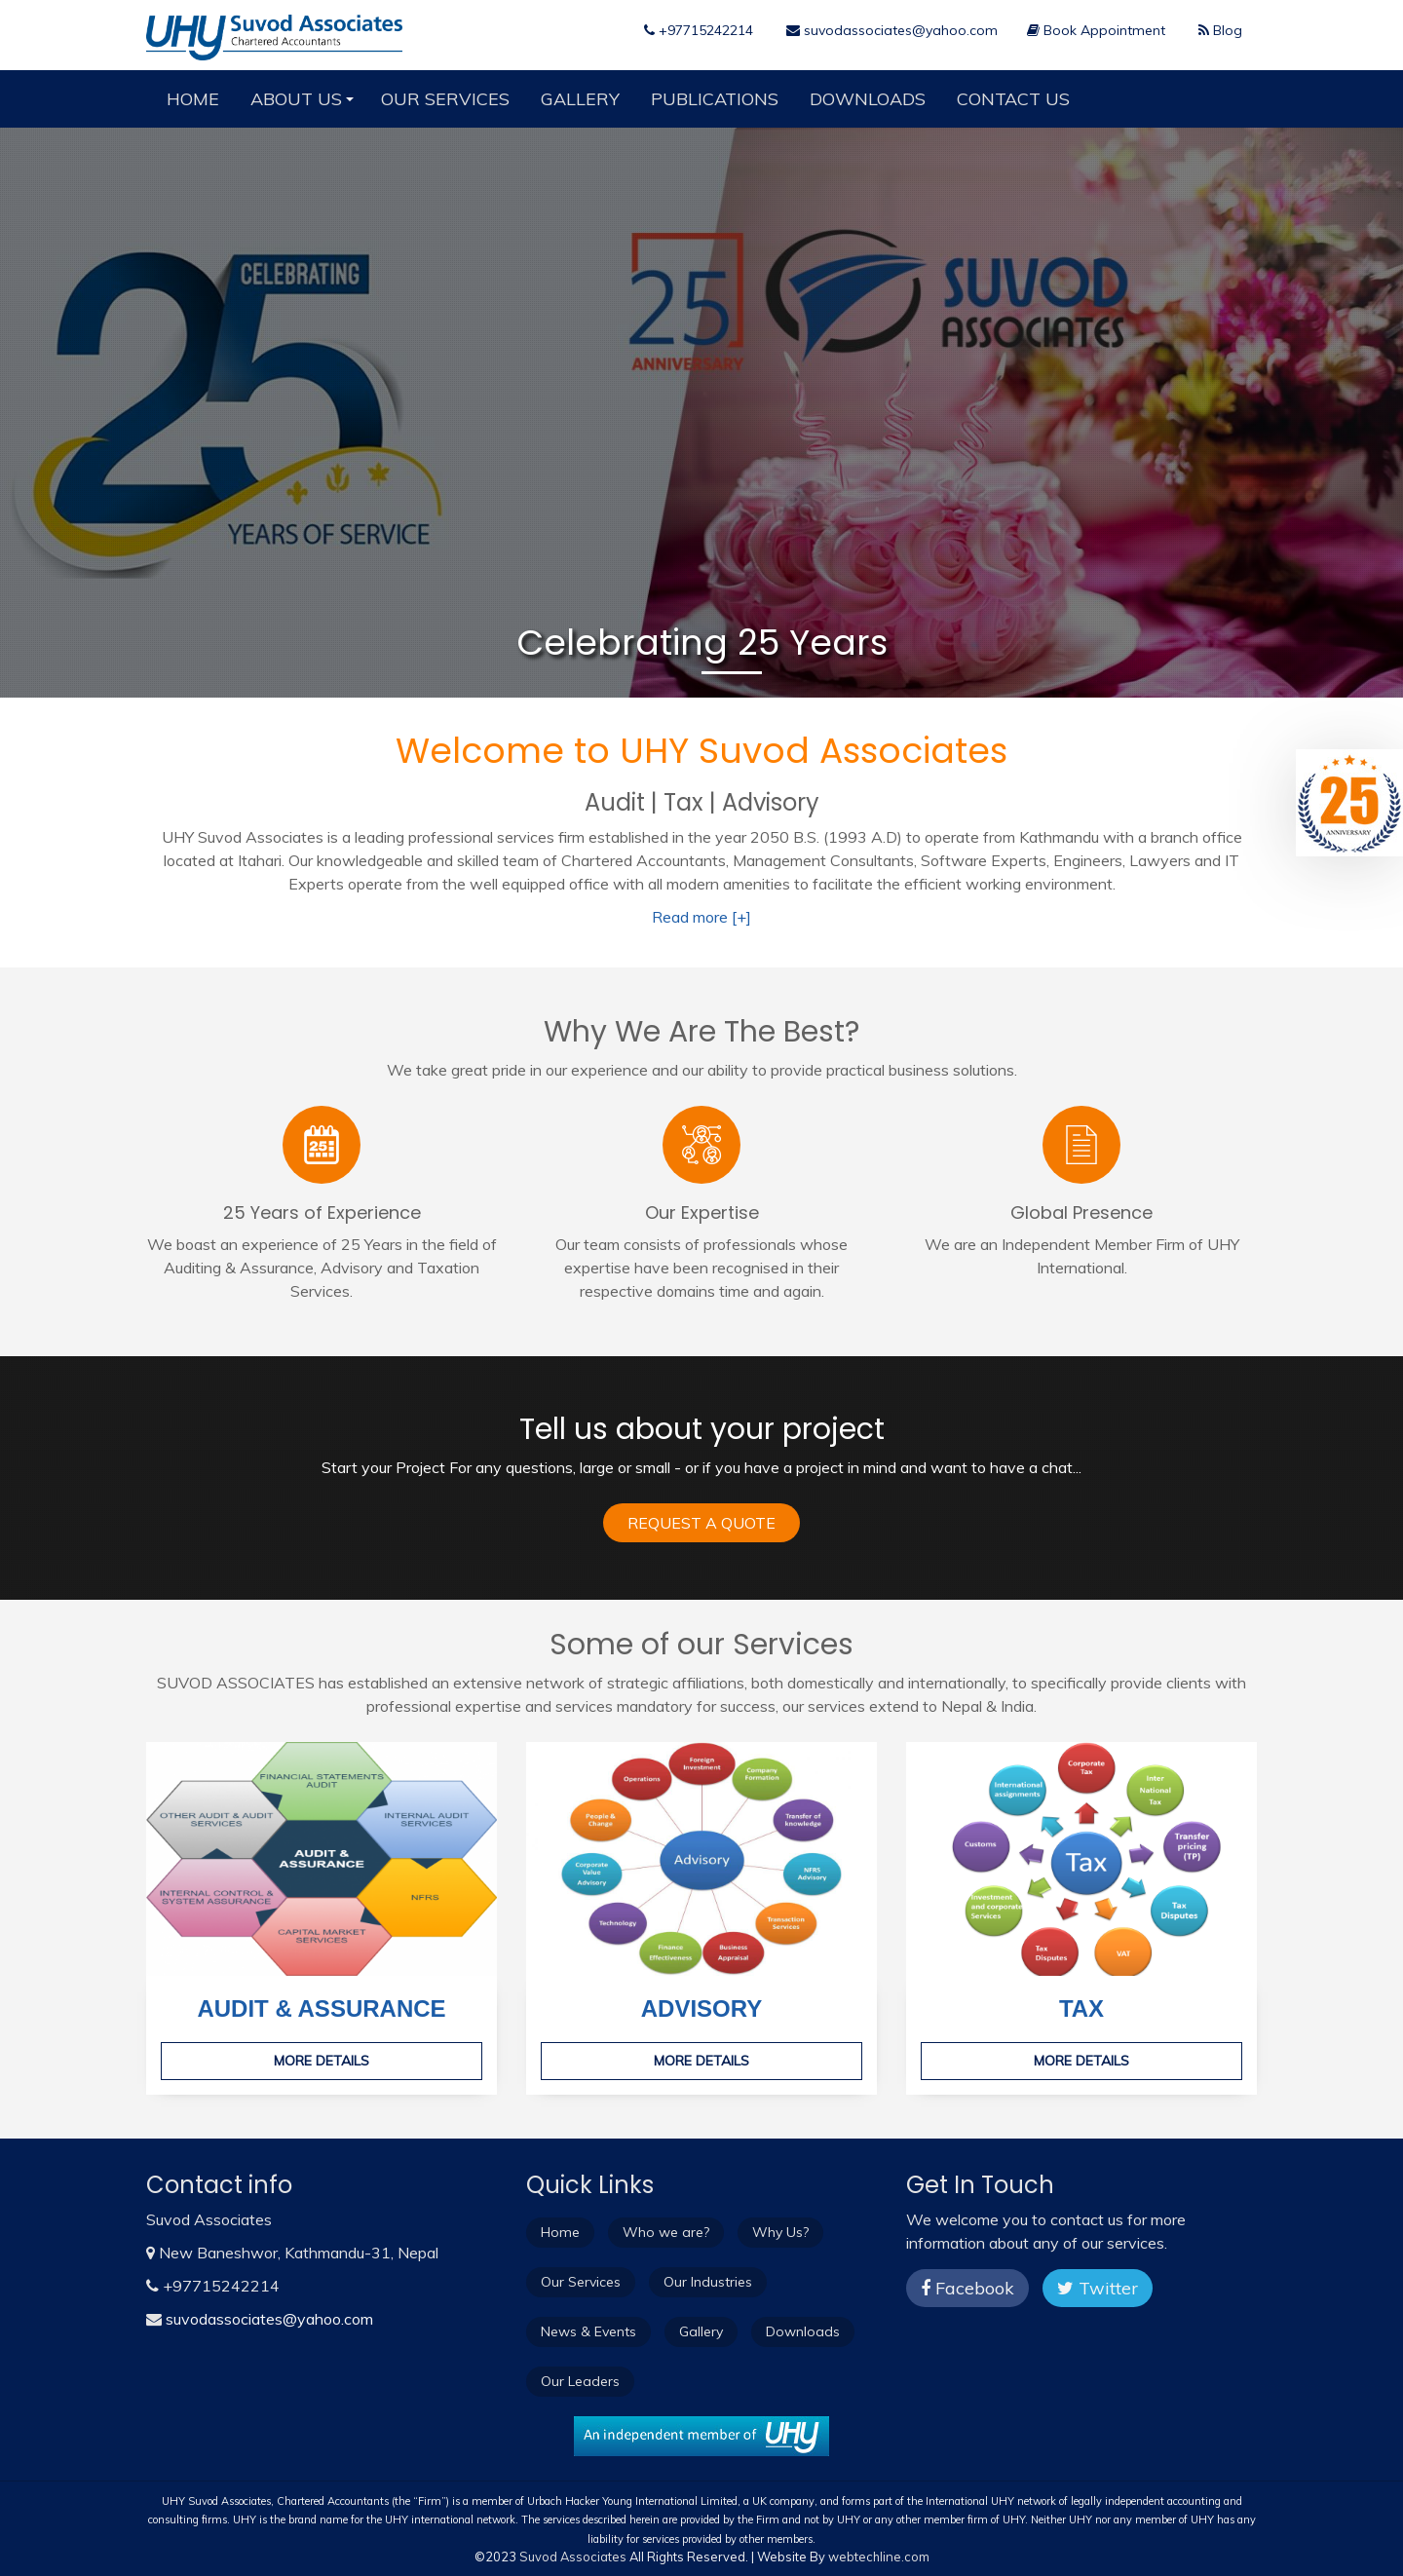 UHY Suvod Associates
Chartered Accountants
+97715242214
suvodassociates@yahoo.com
Book Appointment
Blog
HOME
ABOUT US
OUR SERVICES
GALLERY
PUBLICATIONS
DOWNLOADS
CONTACT US
CELEBRATING
25
YEARS OF SERVICE
25
ANNIVERSARY
SUVOD
ASSOCIATES
Celebrating 25 Years
Welcome to UHY Suvod Associates
25
ANNIVERSARY
Audit | Tax | Advisory
UHY Suvod Associates is a leading professional services firm established in the year 2050 B.S. (1993 A.D) to operate from Kathmandu with a branch office
located at Itahari. Our knowledgeable and skilled team of Chartered Accountants, Management Consultants, Software Experts, Engineers, Lawyers and IT
Experts operate from the well equipped office with all modern amenities to facilitate the efficient working environment.
Read more [+]
Why We Are The Best?
We take great pride in our experience and our ability to provide practical business solutions.
25
25 Years of Experience
We boast an experience of 25 Years in the field of
Auditing & Assurance, Advisory and Taxation
Services.
Our Expertise
Our team consists of professionals whose
expertise have been recognised in their
respective domains time and again.
Global Presence
We are an Independent Member Firm of UHY
International.
Tell us about your project
Start your Project For any questions, large or small - or if you have a project in mind and want to have a chat...
REQUEST A QUOTE
Some of our Services
SUVOD ASSOCIATES has established an extensive network of strategic affiliations, both domestically and internationally, to specifically provide clients with
professional expertise and services mandatory for success, our services extend to Nepal & India.
FINANCIAL STATEMENTS
AUDIT
OTHER AUDIT & AUDIT
SERVICES
INTERNAL AUDIT
SERVICES
AUDIT &
ASSURANCE
INTERNAL CONTROL &
SYSTEM ASSURANCE
NFRS
CAPITAL MARKET
SERVICES
AUDIT & ASSURANCE
MORE DETAILS
Foreign
Investment
Operations
Company
Formation
People &
Change
Transfer of
knowledge
Advisory
Corporate
Value
Advisory
NFRS
Advisory
Technology
Transaction
Services
Finance
Effectiveness
Business
Appraisal
ADVISORY
MORE DETAILS
Corporate
Tax
International
assignments
Inter
National
Tax
Customs
Transfer
pricing
(TP)
Tax
Investment
and corporate
Services
Tax
Disputes
Tax
Disputes
VAT
TAX
MORE DETAILS
Contact info
Suvod Associates
New Baneshwor, Kathmandu-31, Nepal
+97715242214
suvodassociates@yahoo.com
Quick Links
Home
Who we are?
Why Us?
Our Services
Our Industries
News & Events
Gallery
Downloads
Our Leaders
Get In Touch
We welcome you to contact us for more
information about any of our services.
Facebook
Twitter
An independent member of UHY
UHY Suvod Associates, Chartered Accountants (the “Firm”) is a member of Urbach Hacker Young International Limited, a UK company, and forms part of the International UHY network of legally independent accounting and
consulting firms. UHY is the brand name for the UHY international network. The services described herein are provided by the Firm and not by UHY or any other member firm of UHY. Neither UHY nor any member of UHY has any
liability for services provided by other members.
©2023 Suvod Associates All Rights Reserved. | Website By webtechline.com